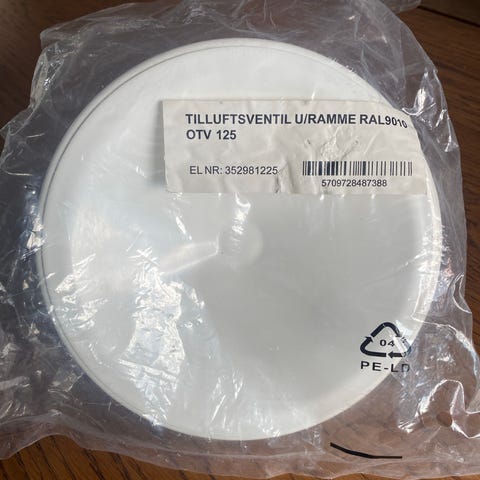 TILLUFTSVENTIL U/RAMME RAL9010
OTV 125
EL NR: 352981225
5709728487388
04
PE-LD